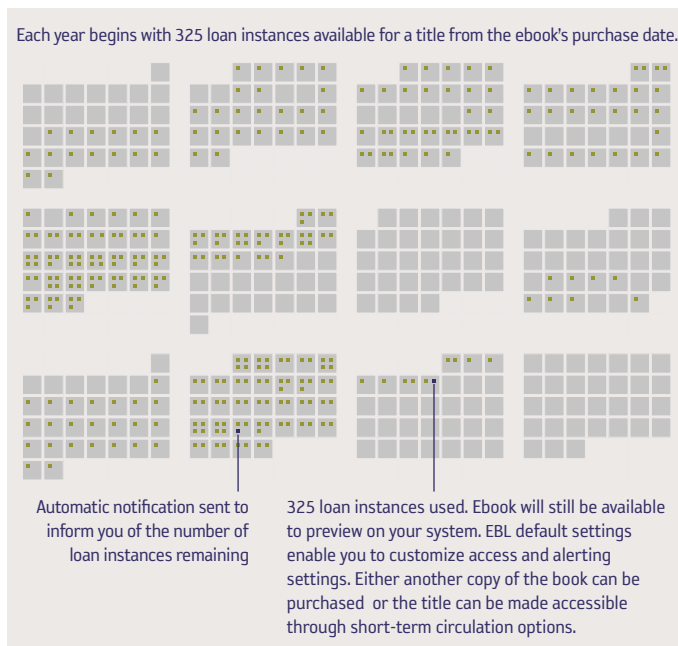 Each year begins with 325 loan instances available for a title from the ebook's purchase date.
Automatic notification sent to
inform you of the number of
loan instances remaining
325 loan instances used. Ebook will still be available
to preview on your system. EBL default settings
enable you to customize access and alerting
settings. Either another copy of the book can be
purchased or the title can be made accessible
through short-term circulation options.